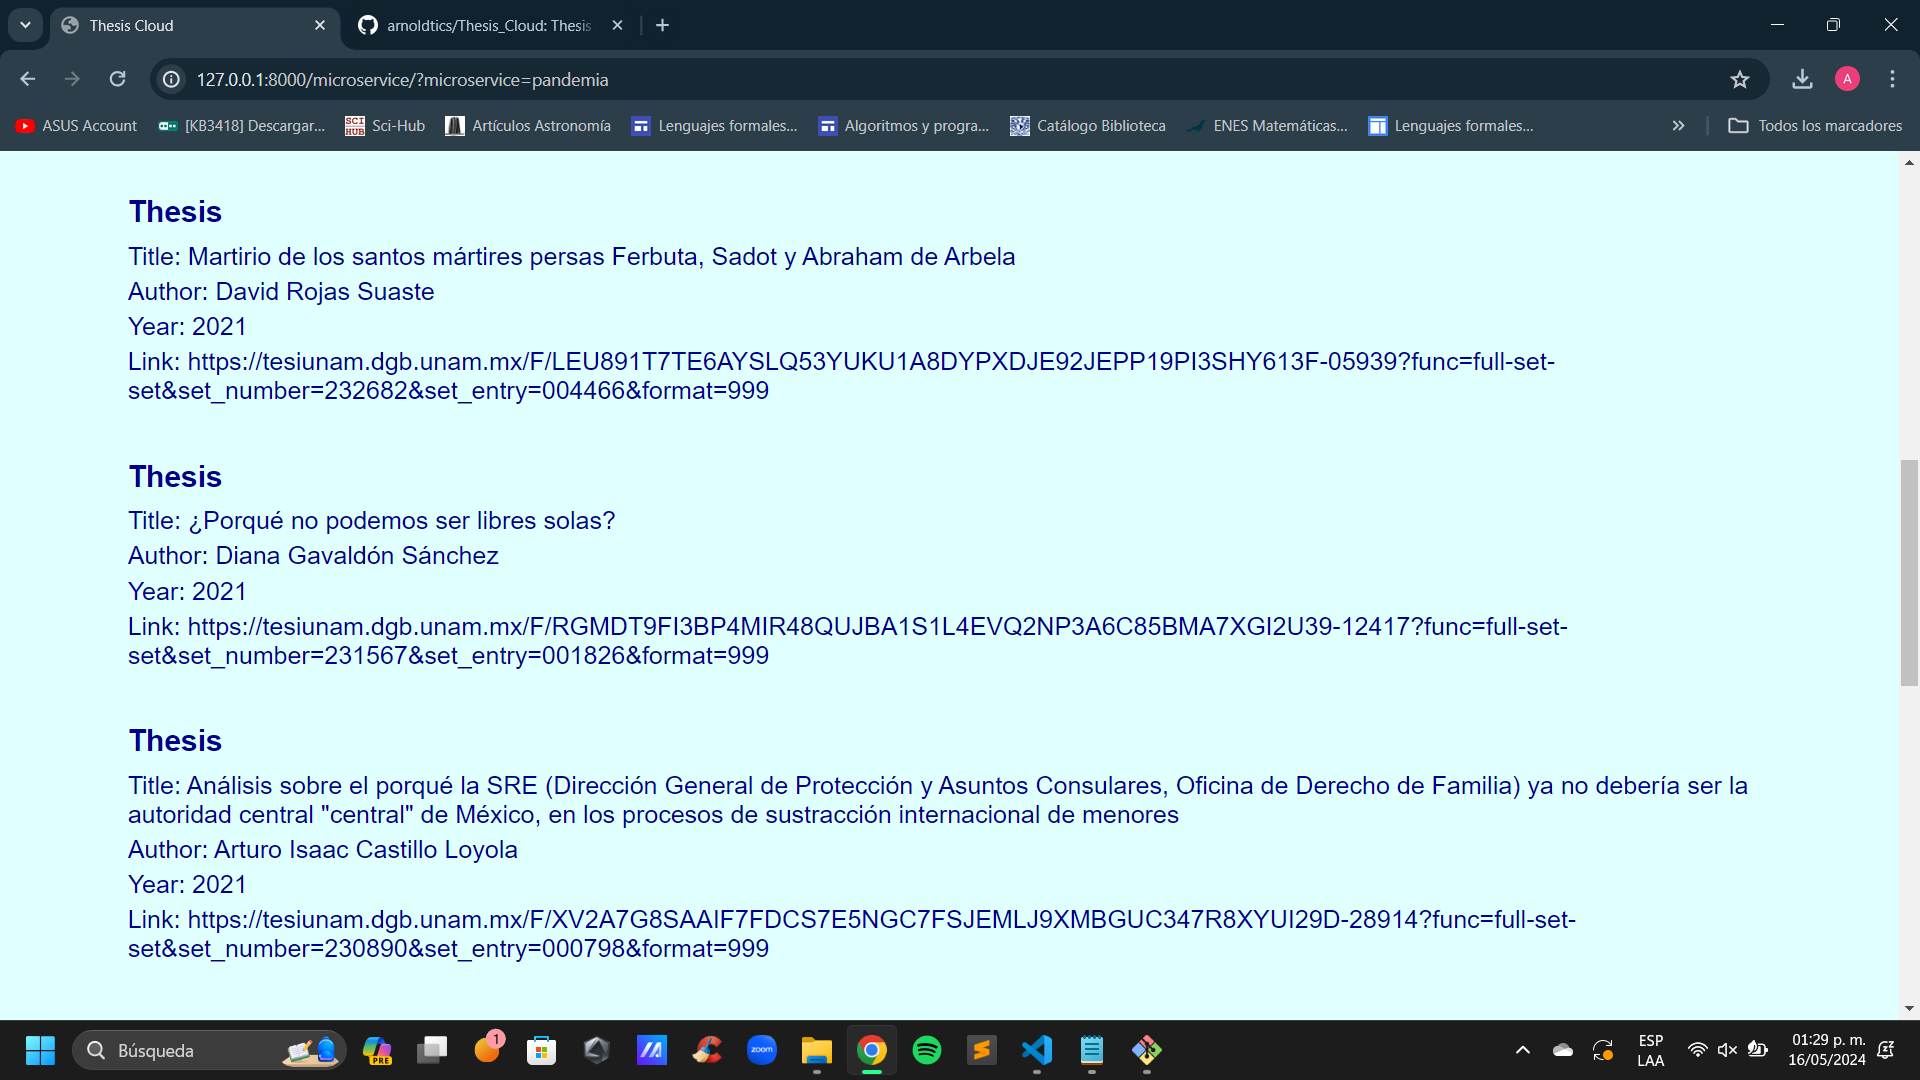 Thesis Cloud
arnoldtics/Thesis_Cloud: Thesis
127.0.0.1:8000/microservice/?microservice=pandemia
A
ASUS Account
[KB3418] Descargar...
SCI HUB
Sci-Hub
Artículos Astronomía
Lenguajes formales...
Algoritmos y progra...
Catálogo Biblioteca
ENES Matemáticas...
Lenguajes formales...
Todos los marcadores
Thesis
Title: Martirio de los santos mártires persas Ferbuta, Sadot y Abraham de Arbela
Author: David Rojas Suaste
Year: 2021
Link: https://tesiunam.dgb.unam.mx/F/LEU891T7TE6AYSLQ53YUKU1A8DYPXDJE92JEPP19PI3SHY613F-05939?func=full-set-
set&set_number=232682&set_entry=004466&format=999
Thesis
Title: ¿Porqué no podemos ser libres solas?
Author: Diana Gavaldón Sánchez
Year: 2021
Link: https://tesiunam.dgb.unam.mx/F/RGMDT9FI3BP4MIR48QUJBA1S1L4EVQ2NP3A6C85BMA7XGI2U39-12417?func=full-set-
set&set_number=231567&set_entry=001826&format=999
Thesis
Title: Análisis sobre el porqué la SRE (Dirección General de Protección y Asuntos Consulares, Oficina de Derecho de Familia) ya no debería ser la
autoridad central "central" de México, en los procesos de sustracción internacional de menores
Author: Arturo Isaac Castillo Loyola
Year: 2021
Link: https://tesiunam.dgb.unam.mx/F/XV2A7G8SAAIF7FDCS7E5NGC7FSJEMLJ9XMBGUC347R8XYUI29D-28914?func=full-set-
set&set_number=230890&set_entry=000798&format=999
Búsqueda
PRE
1
zoom
ESP
LAA
01:29 p. m.
16/05/2024